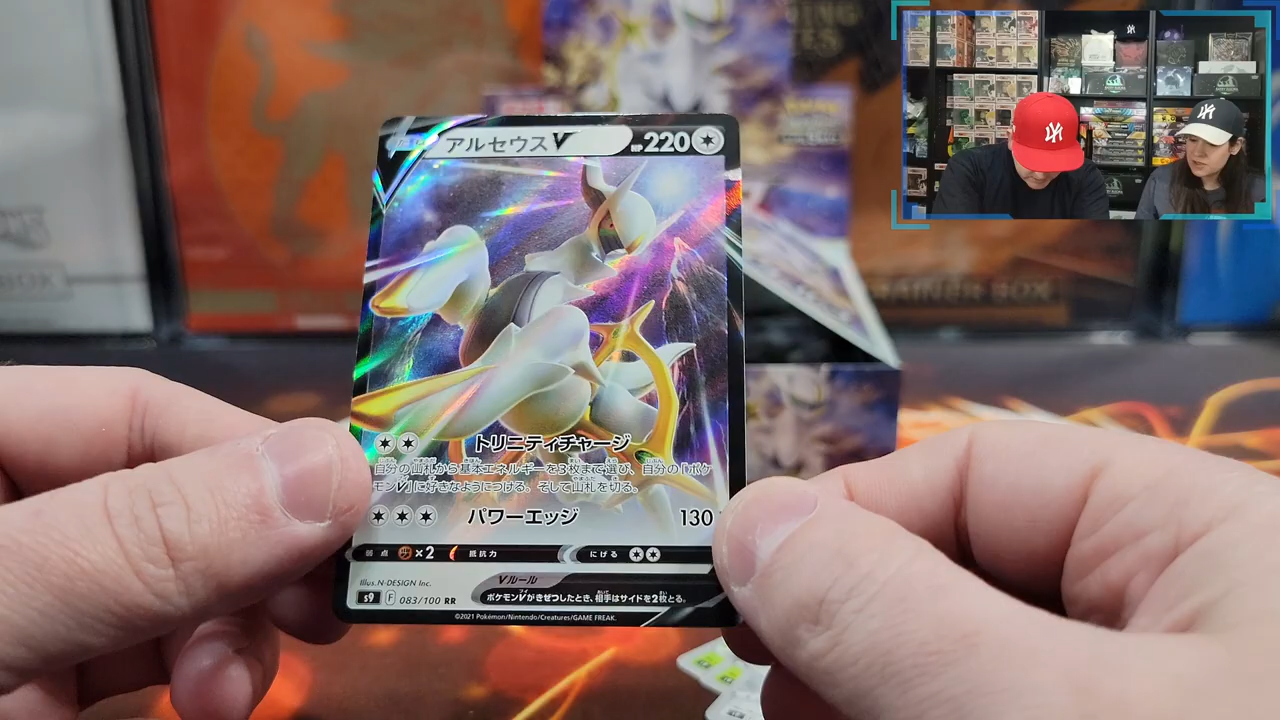 アルセウスV HP220
トリニティチャージ
自分の山札から基本エネルギーを3枚まで選び、自分の「ポケ
モンV」に好きなようにつける。そして山札を切る。
パワーエッジ 130
弱点 ×2 抵抗力 にげる
Illus.N-DESIGN Inc.
Vルール
s9 F 083/100 RR ポケモンVがきぜつしたとき、相手はサイドを2枚とる。
©2021 Pokémon/Nintendo/Creatures/GAME FREAK.
BOX
TRAINER BOX